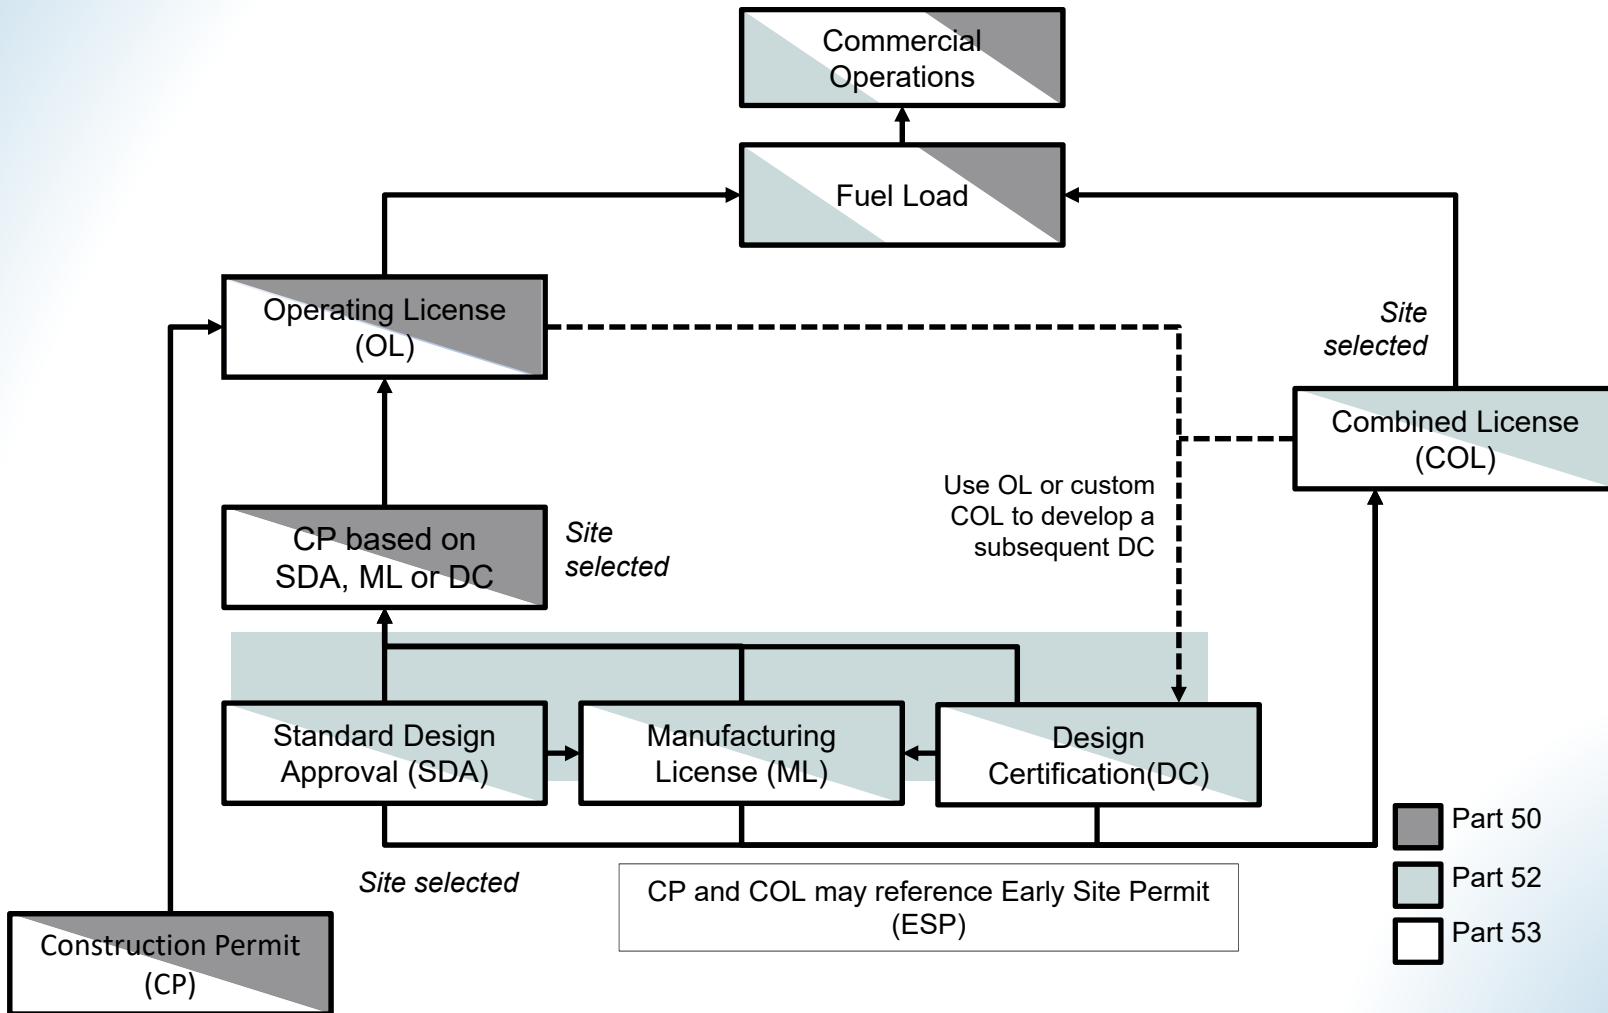 Commercial
Operations
Fuel Load
Operating License
(OL)
Site
selected
Combined License
(COL)
Use OL or custom
COL to develop a
subsequent DC
CP based on
SDA, ML or DC
Site
selected
Standard Design
Approval (SDA)
Manufacturing
License (ML)
Design
Certification(DC)
Part 50
Part 52
Part 53
Site selected
CP and COL may reference Early Site Permit
(ESP)
Construction Permit
(CP)